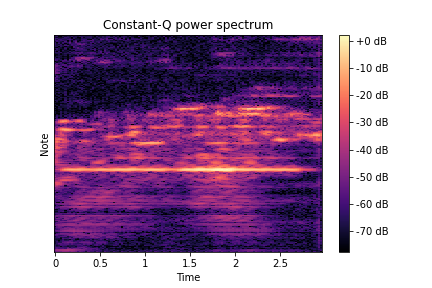 Constant-Q power spectrum
Note
+0 dB
-10 dB
-20 dB
-30 dB
-40 dB
-50 dB
-60 dB
-70 dB
0
0.5
1
1.5
2
2.5
Time